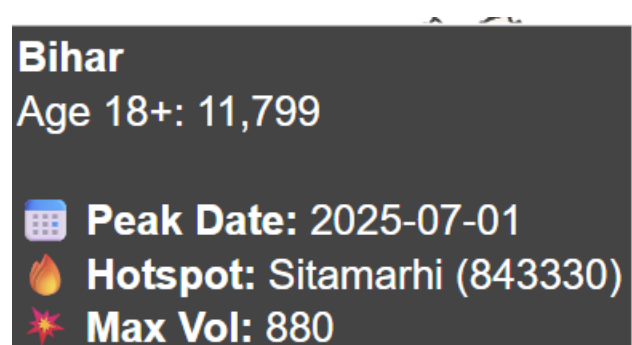 Bihar
Age 18+: 11,799
Peak Date: 2025-07-01
Hotspot: Sitamarhi (843330)
Max Vol: 880